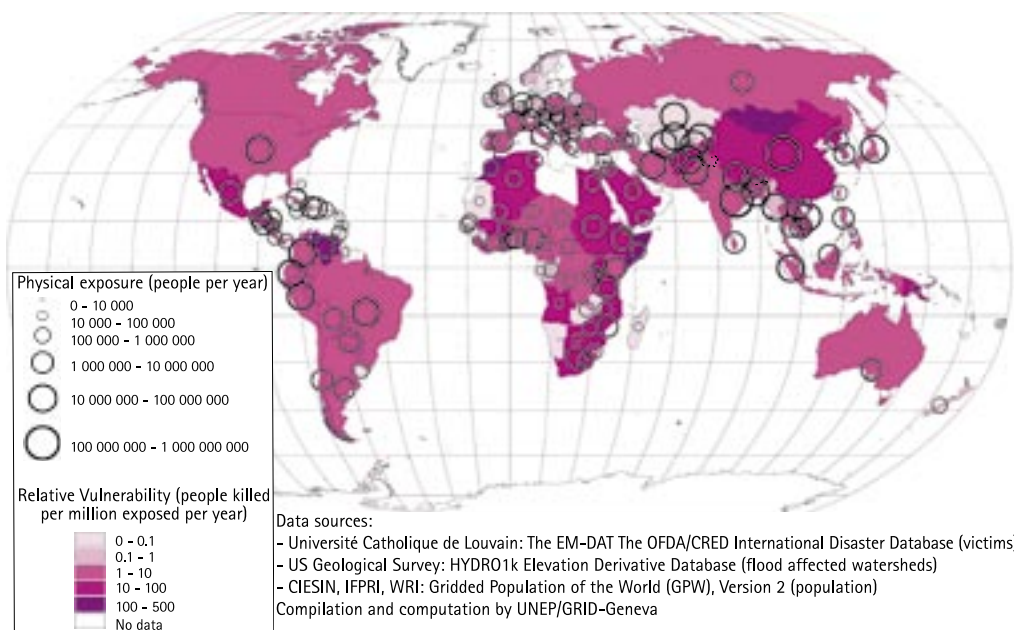 Physical exposure (people per year)
0 - 10 000
10 000 - 100 000
100 000 - 1 000 000
1 000 000 - 10 000 000
10 000 000 - 100 000 000
100 000 000 - 1 000 000 000
Relative Vulnerability (people killed
per million exposed per year)
0 - 0.1
0.1 - 1
1 - 10
10 - 100
100 - 500
No data
Data sources:
- Université Catholique de Louvain: The EM-DAT The OFDA/CRED International Disaster Database (victims)
- US Geological Survey: HYDRO1k Elevation Derivative Database (flood affected watersheds)
- CIESIN, IFPRI, WRI: Gridded Population of the World (GPW), Version 2 (population)
Compilation and computation by UNEP/GRID-Geneva